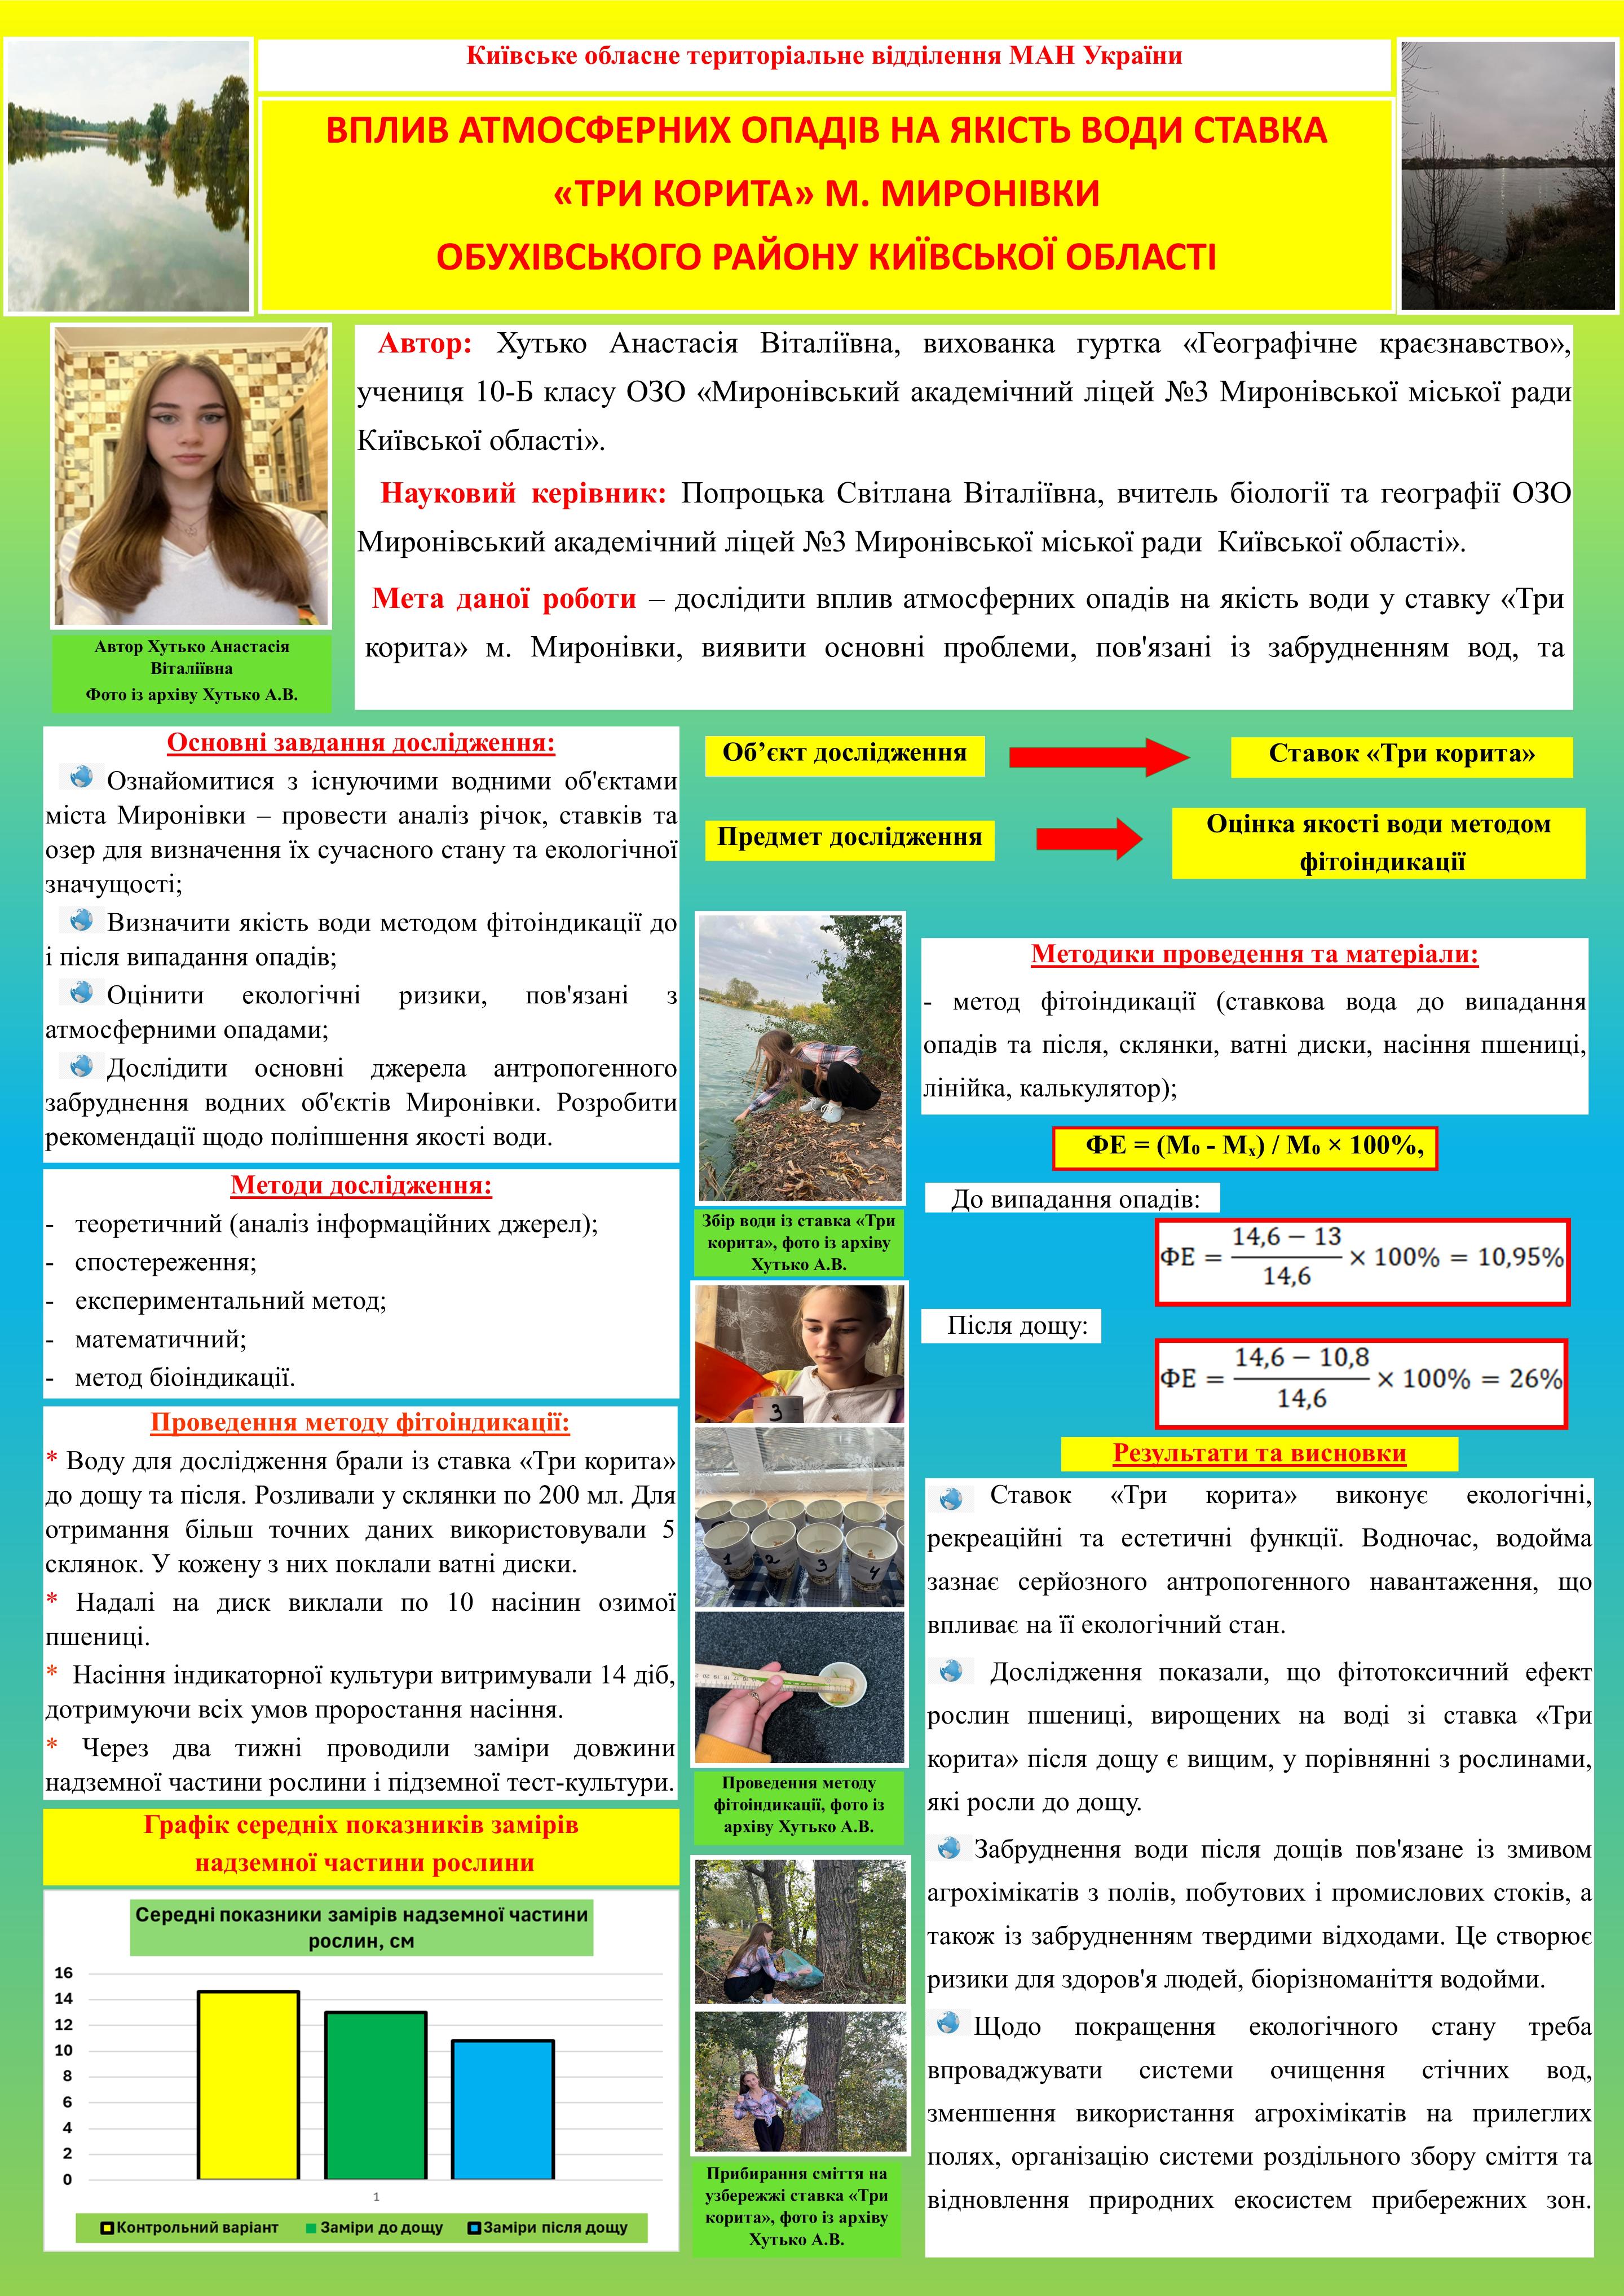 Київське обласне територіальне відділення МАН України
ВПЛИВ АТМОСФЕРНИХ ОПАДІВ НА ЯКІСТЬ ВОДИ СТАВКА
«ТРИ КОРИТА» М. МИРОНІВКИ
ОБУХІВСЬКОГО РАЙОНУ КИЇВСЬКОЇ ОБЛАСТІ
Автор: Хутько Анастасія Віталіївна, вихованка гуртка «Географічне краєзнавство»,
учениця 10-Б класу ОЗО «Миронівський академічний ліцей №3 Миронівської міської ради
Київської області».
Науковий керівник: Попроцька Світлана Віталіївна, вчитель біології та географії ОЗО
Миронівський академічний ліцей №3 Миронівської міської ради Київської області».
Мета даної роботи – дослідити вплив атмосферних опадів на якість води у ставку «Три
корита» м. Миронівки, виявити основні проблеми, пов'язані із забрудненням вод, та
Автор Хутько Анастасія
Віталіївна
Фото із архіву Хутько А.В.
Основні завдання дослідження:
Ознайомитися з існуючими водними об'єктами
міста Миронівки – провести аналіз річок, ставків та
озер для визначення їх сучасного стану та екологічної
значущості;
Визначити якість води методом фітоіндикації до
і після випадання опадів;
Оцінити екологічні ризики, пов'язані з
атмосферними опадами;
Дослідити основні джерела антропогенного
забруднення водних об'єктів Миронівки. Розробити
рекомендації щодо поліпшення якості води.
Методи дослідження:
- теоретичний (аналіз інформаційних джерел);
- спостереження;
- експериментальний метод;
- математичний;
- метод біоіндикації.
Проведення методу фітоіндикації:
* Воду для дослідження брали із ставка «Три корита»
до дощу та після. Розливали у склянки по 200 мл. Для
отримання більш точних даних використовували 5
склянок. У кожену з них поклали ватні диски.
* Надалі на диск виклали по 10 насінин озимої
пшениці.
* Насіння індикаторної культури витримували 14 діб,
дотримуючи всіх умов проростання насіння.
* Через два тижні проводили заміри довжини
надземної частини рослини і підземної тест-культури.
Графік середніх показників замірів
надземної частини рослини
Середні показники замірів надземної частини
рослин, см
16
14
12
10
8
6
4
2
0
1
Контрольний варіант Заміри до дощу Заміри після дощу
Об’єкт дослідження
Ставок «Три корита»
Предмет дослідження
Оцінка якості води методом
фітоіндикації
Збір води із ставка «Три
корита», фото із архіву
Хутько А.В.
3
1 2 3 4
Проведення методу
фітоіндикації, фото із
архіву Хутько А.В.
Прибирання сміття на
узбережжі ставка «Три
корита», фото із архіву
Хутько А.В.
Методики проведення та матеріали:
- метод фітоіндикації (ставкова вода до випадання
опадів та після, склянки, ватні диски, насіння пшениці,
лінійка, калькулятор);
ФЕ = (М₀ - Мₓ) / М₀ × 100%,
До випадання опадів:
ФЕ = (14,6 − 13) / 14,6 × 100% = 10,95%
Після дощу:
ФЕ = (14,6 − 10,8) / 14,6 × 100% = 26%
Результати та висновки
Ставок «Три корита» виконує екологічні,
рекреаційні та естетичні функції. Водночас, водойма
зазнає серйозного антропогенного навантаження, що
впливає на її екологічний стан.
Дослідження показали, що фітотоксичний ефект
рослин пшениці, вирощених на воді зі ставка «Три
корита» після дощу є вищим, у порівнянні з рослинами,
які росли до дощу.
Забруднення води після дощів пов'язане із змивом
агрохімікатів з полів, побутових і промислових стоків, а
також із забрудненням твердими відходами. Це створює
ризики для здоров'я людей, біорізноманіття водойми.
Щодо покращення екологічного стану треба
впроваджувати системи очищення стічних вод,
зменшення використання агрохімікатів на прилеглих
полях, організацію системи роздільного збору сміття та
відновлення природних екосистем прибережних зон.